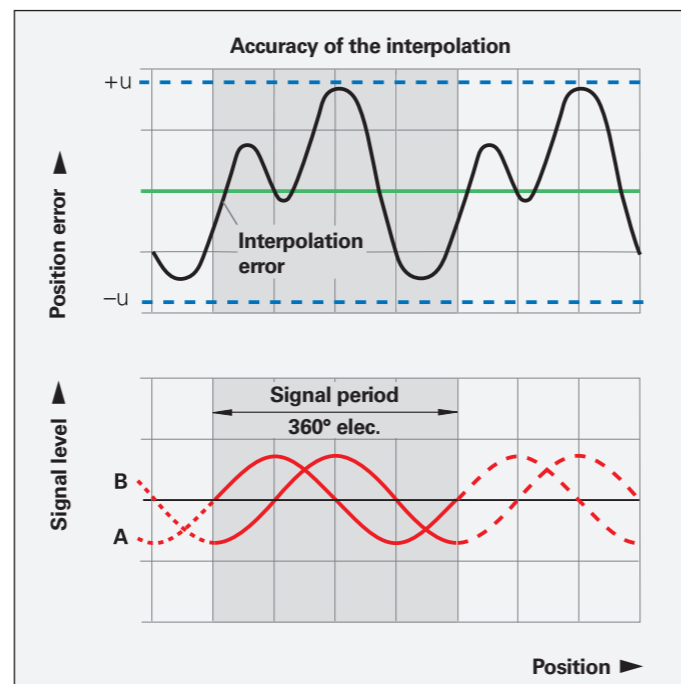 Accuracy of the interpolation
+u
Position error
Interpolation
error
–u
Signal level
Signal period
360° elec.
B
A
Position